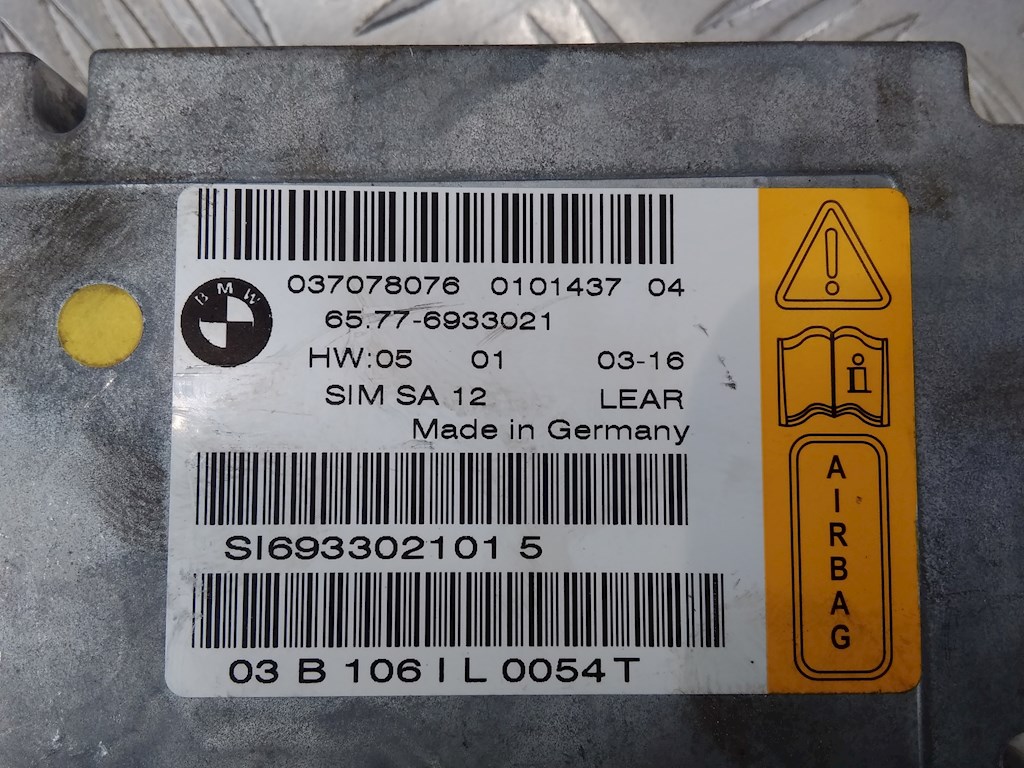 037078076 0101437 04
BMW
65.77-6933021
HW:05 01 03-16
SIM SA 12 LEAR
Made in Germany
SI693302101 5
03 B 106 I L 0054 T
AIRBAG